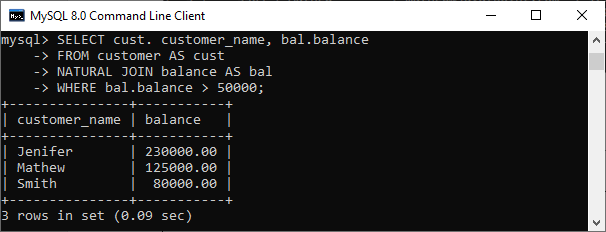 MySQL 8.0 Command Line Client
mysql> SELECT cust. customer_name, bal.balance
    -> FROM customer AS cust
    -> NATURAL JOIN balance AS bal
    -> WHERE bal.balance > 50000;
+---------------+-----------+
| customer_name | balance   |
+---------------+-----------+
| Jenifer       | 230000.00 |
| Mathew        | 125000.00 |
| Smith         |  80000.00 |
+---------------+-----------+
3 rows in set (0.09 sec)